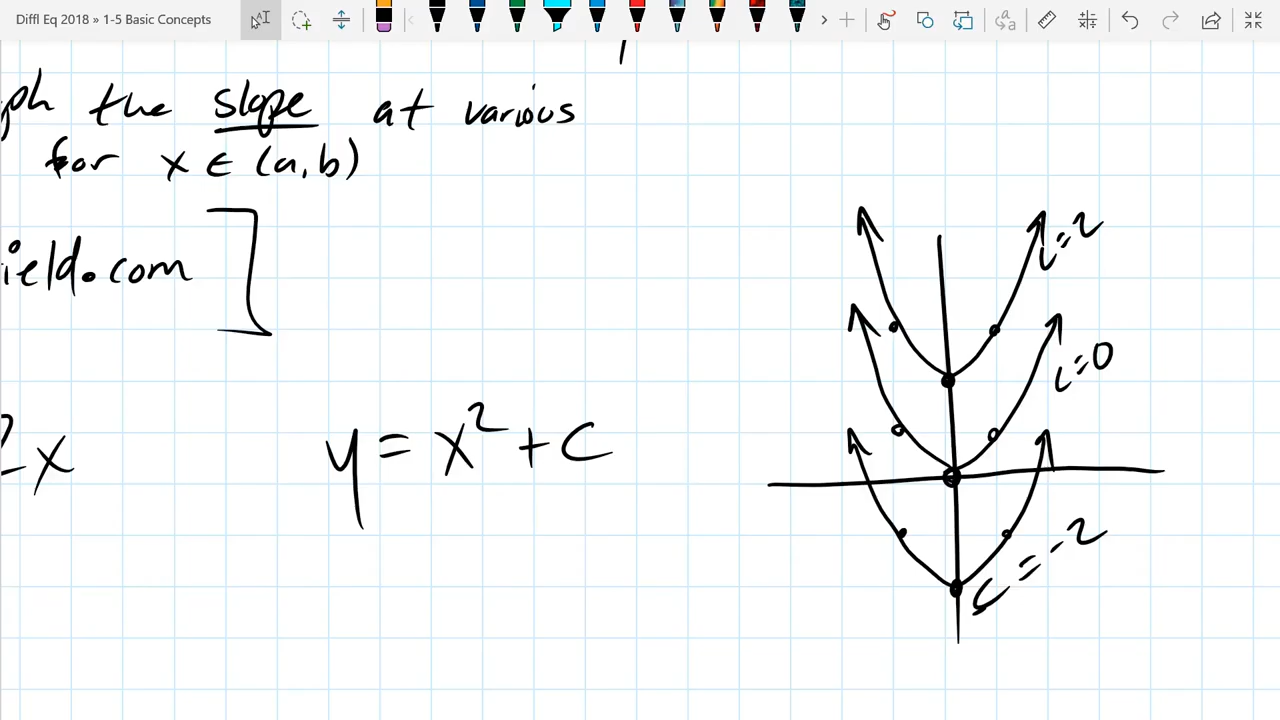 Diffl Eq 2018 » 1-5 Basic Concepts
ph the slope at various
for x ∈ (a,b)
ield.com
2x
y = x² + c
c=2
c=0
c=-2